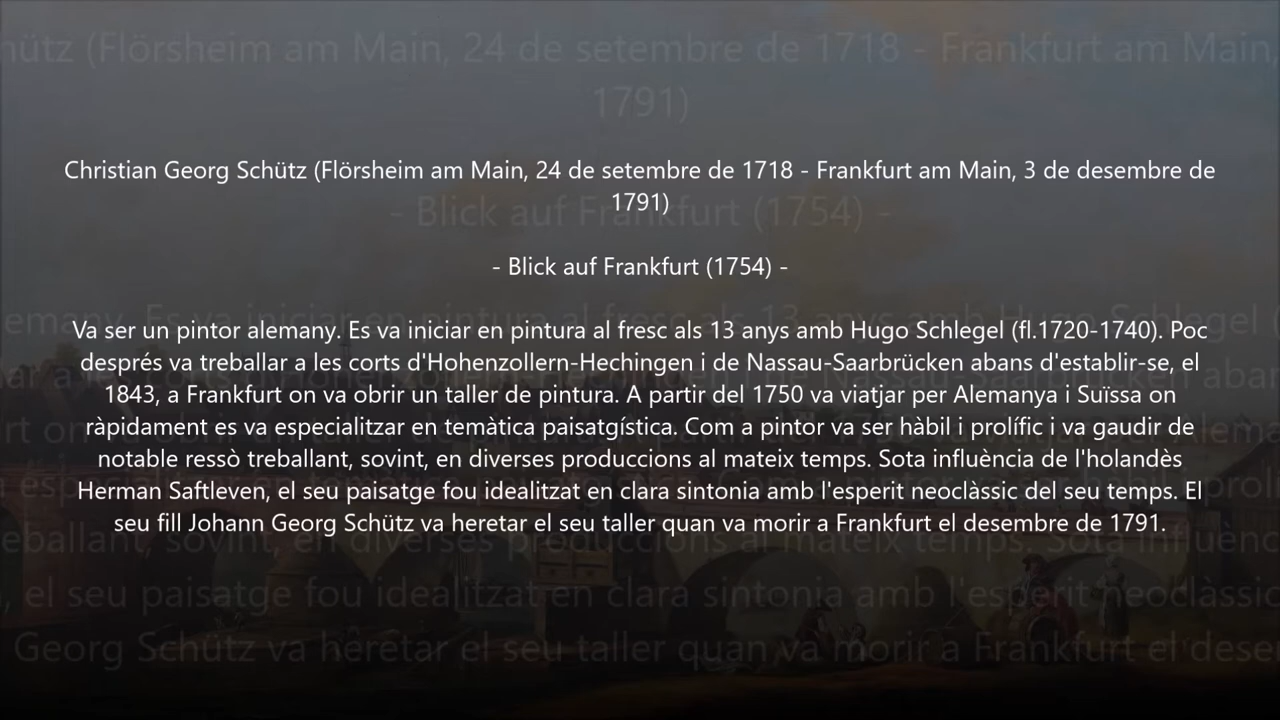 Christian Georg Schütz (Flörsheim am Main, 24 de setembre de 1718 - Frankfurt am Main, 3 de desembre de
1791)
- Blick auf Frankfurt (1754) -
Va ser un pintor alemany. Es va iniciar en pintura al fresc als 13 anys amb Hugo Schlegel (fl.1720-1740). Poc
després va treballar a les corts d'Hohenzollern-Hechingen i de Nassau-Saarbrücken abans d'establir-se, el
1843, a Frankfurt on va obrir un taller de pintura. A partir del 1750 va viatjar per Alemanya i Suïssa on
ràpidament es va especialitzar en temàtica paisatgística. Com a pintor va ser hàbil i prolífic i va gaudir de
notable ressò treballant, sovint, en diverses produccions al mateix temps. Sota influència de l'holandès
Herman Saftleven, el seu paisatge fou idealitzat en clara sintonia amb l'esperit neoclàssic del seu temps. El
seu fill Johann Georg Schütz va heretar el seu taller quan va morir a Frankfurt el desembre de 1791.